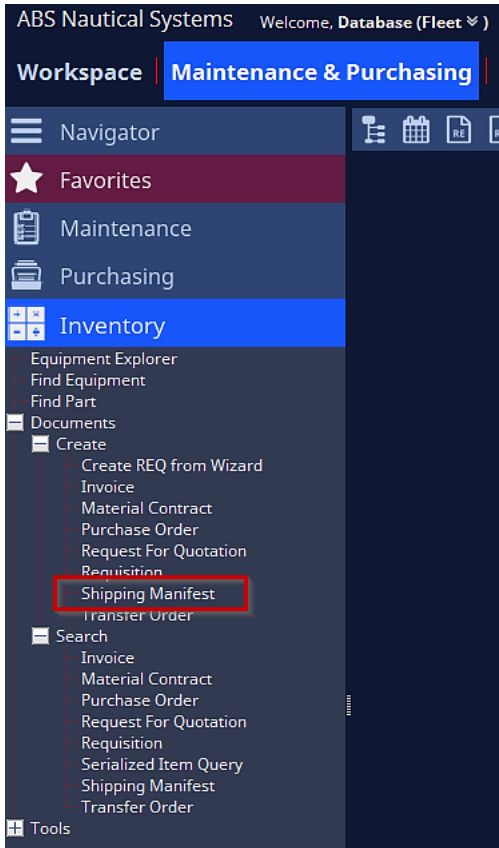 ABS Nautical Systems Welcome, Database (Fleet )
Workspace Maintenance & Purchasing
Navigator
RE
Favorites
Maintenance
Purchasing
Inventory
Equipment Explorer
Find Equipment
Find Part
Documents
Create
Create REQ from Wizard
Invoice
Material Contract
Purchase Order
Request For Quotation
Requisition
Shipping Manifest
Transfer Order
Search
Invoice
Material Contract
Purchase Order
Request For Quotation
Requisition
Serialized Item Query
Shipping Manifest
Transfer Order
Tools